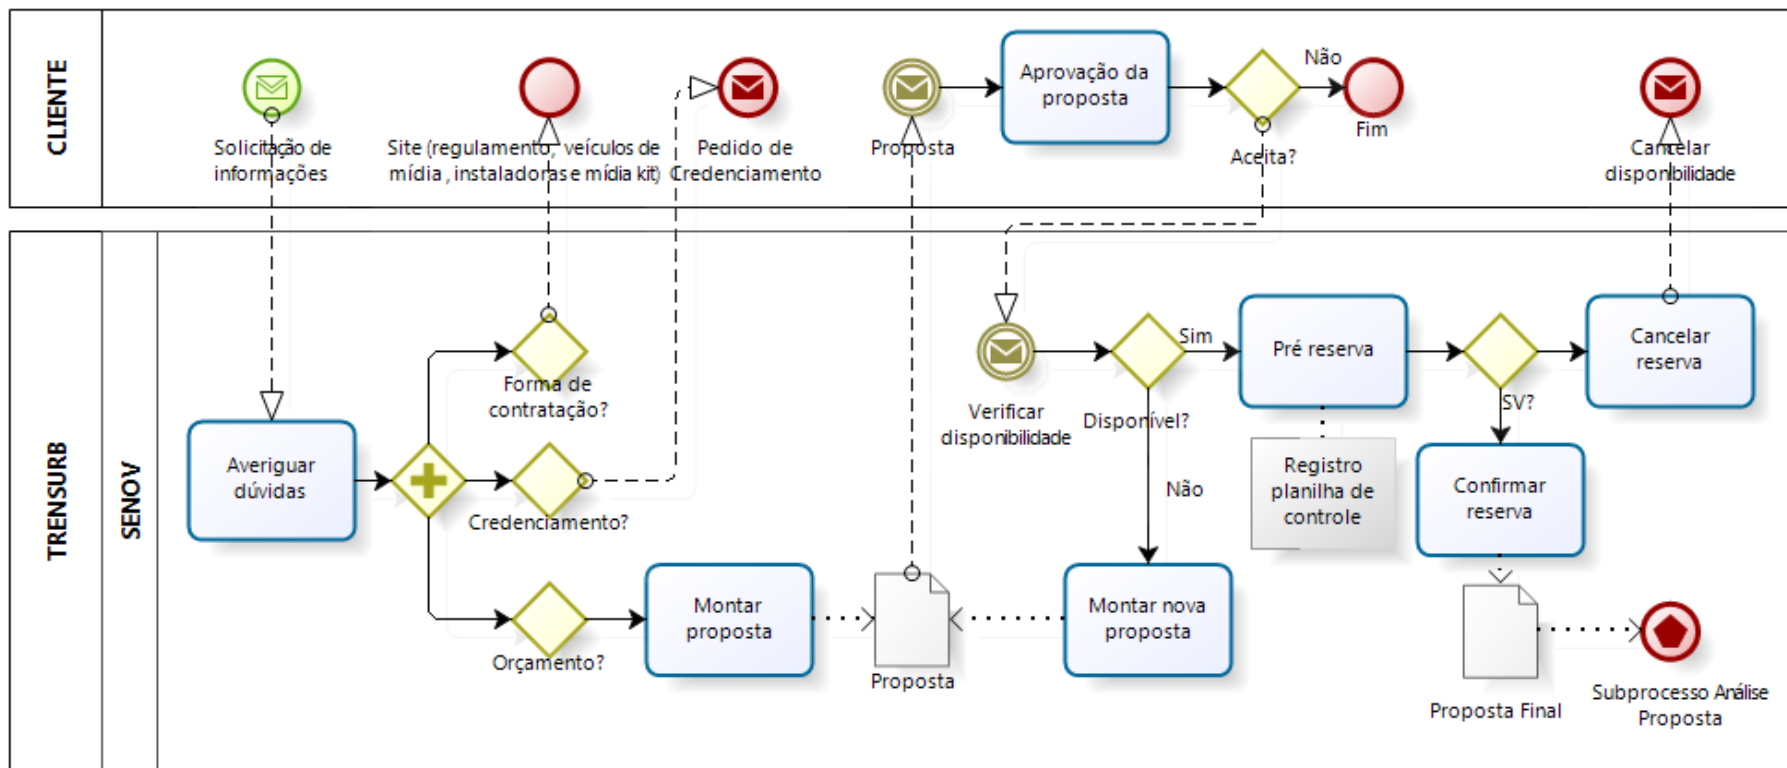 CLIENTE
Solicitação de
informações
Site (regulamento, veículos de
mídia , instaladoras e mídia kit)
Pedido de
Credenciamento
Proposta
Aprovação da
proposta
Aceita?
Não
Fim
Cancelar
disponbilidade
TRENSURB
SENOV
Averiguar
dúvidas
Forma de
contratação?
Credenciamento?
Orçamento?
Montar
proposta
Proposta
Verificar
disponibilidade
Disponível?
Sim
Não
Montar nova
proposta
Pré reserva
Registro
planilha de
controle
SV?
Cancelar
reserva
Confirmar
reserva
Proposta Final
Subprocesso Análise
Proposta